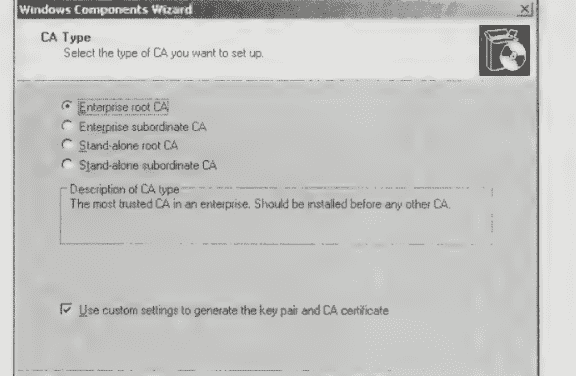 Windows Components Wizard
CA Type
Select the type of CA you want to set up.
Enterprise root CA
Enterprise subordinate CA
Stand-alone root CA
Stand-alone subordinate CA
Description of CA type
The most trusted CA in an enterprise. Should be installed before any other CA.
Use custom settings to generate the key pair and CA certificate